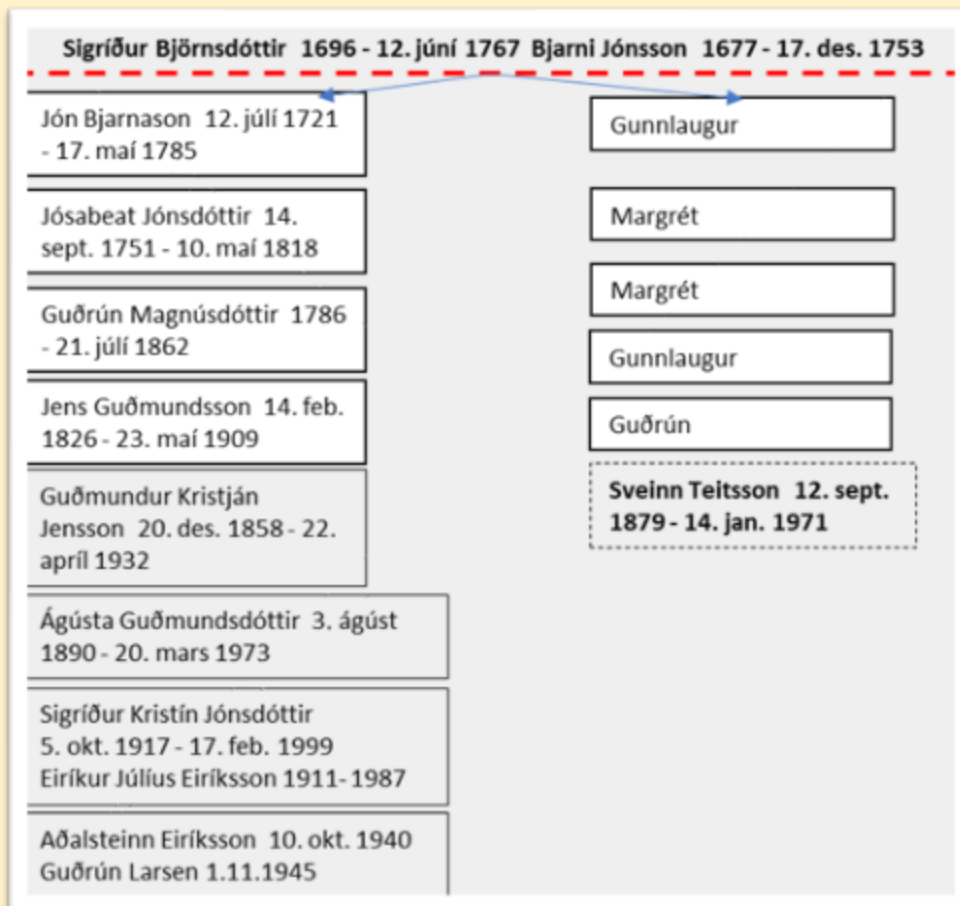 Sigríður Björnsdóttir 1696 - 12. júní 1767 Bjarni Jónsson 1677 - 17. des. 1753
Jón Bjarnason 12. júlí 1721
- 17. maí 1785
Jósabeat Jónsdóttir 14.
sept. 1751 - 10. maí 1818
Guðrún Magnúsdóttir 1786
- 21. júlí 1862
Jens Guðmundsson 14. feb.
1826 - 23. maí 1909
Guðmundur Kristján
Jensson 20. des. 1858 - 22.
apríl 1932
Ágústa Guðmundsdóttir 3. ágúst
1890 - 20. mars 1973
Sigríður Kristín Jónsdóttir
5. okt. 1917 - 17. feb. 1999
Eiríkur Júlíus Eiríksson 1911- 1987
Aðalsteinn Eiríksson 10. okt. 1940
Guðrún Larsen 1.11.1945
Gunnlaugur
Margrét
Margrét
Gunnlaugur
Guðrún
Sveinn Teitsson 12. sept.
1879 - 14. jan. 1971